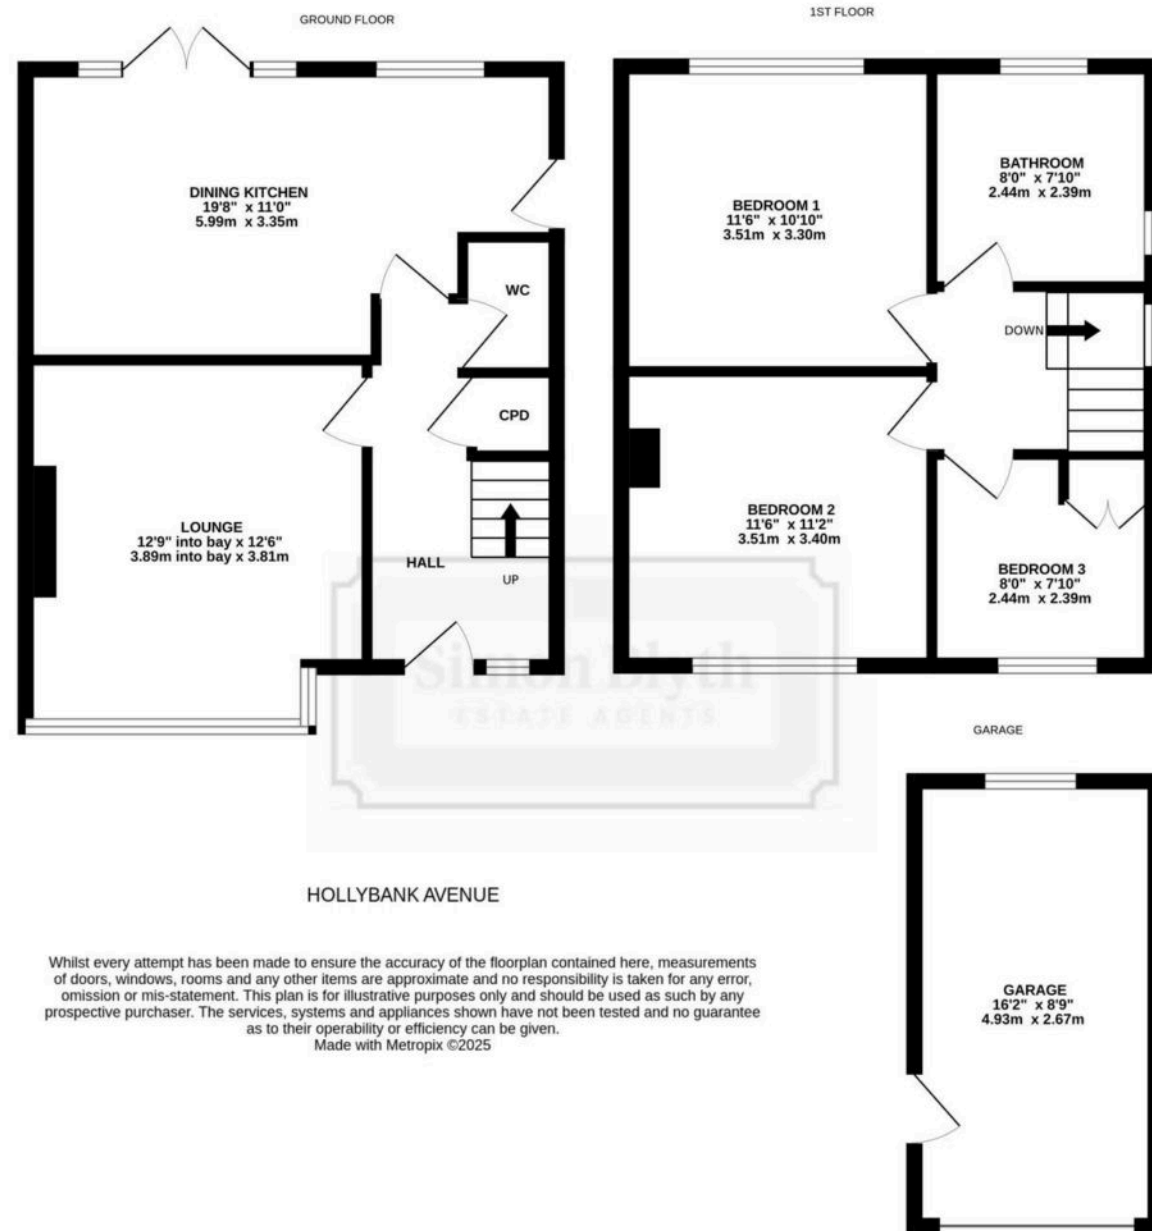 GROUND FLOOR
DINING KITCHEN
19'8" x 11'0"
5.99m x 3.35m
WC
CPD
LOUNGE
12'9" into bay x 12'6"
3.89m into bay x 3.81m
HALL
UP
1ST FLOOR
BATHROOM
8'0" x 7'10"
2.44m x 2.39m
BEDROOM 1
11'6" x 10'10"
3.51m x 3.30m
DOWN
BEDROOM 2
11'6" x 11'2"
3.51m x 3.40m
BEDROOM 3
8'0" x 7'10"
2.44m x 2.39m
Simon Blyth
ESTATE AGENTS
GARAGE
GARAGE
16'2" x 8'9"
4.93m x 2.67m
HOLLYBANK AVENUE
Whilst every attempt has been made to ensure the accuracy of the floorplan contained here, measurements
of doors, windows, rooms and any other items are approximate and no responsibility is taken for any error,
omission or mis-statement. This plan is for illustrative purposes only and should be used as such by any
prospective purchaser. The services, systems and appliances shown have not been tested and no guarantee
as to their operability or efficiency can be given.
Made with Metropix ©2025